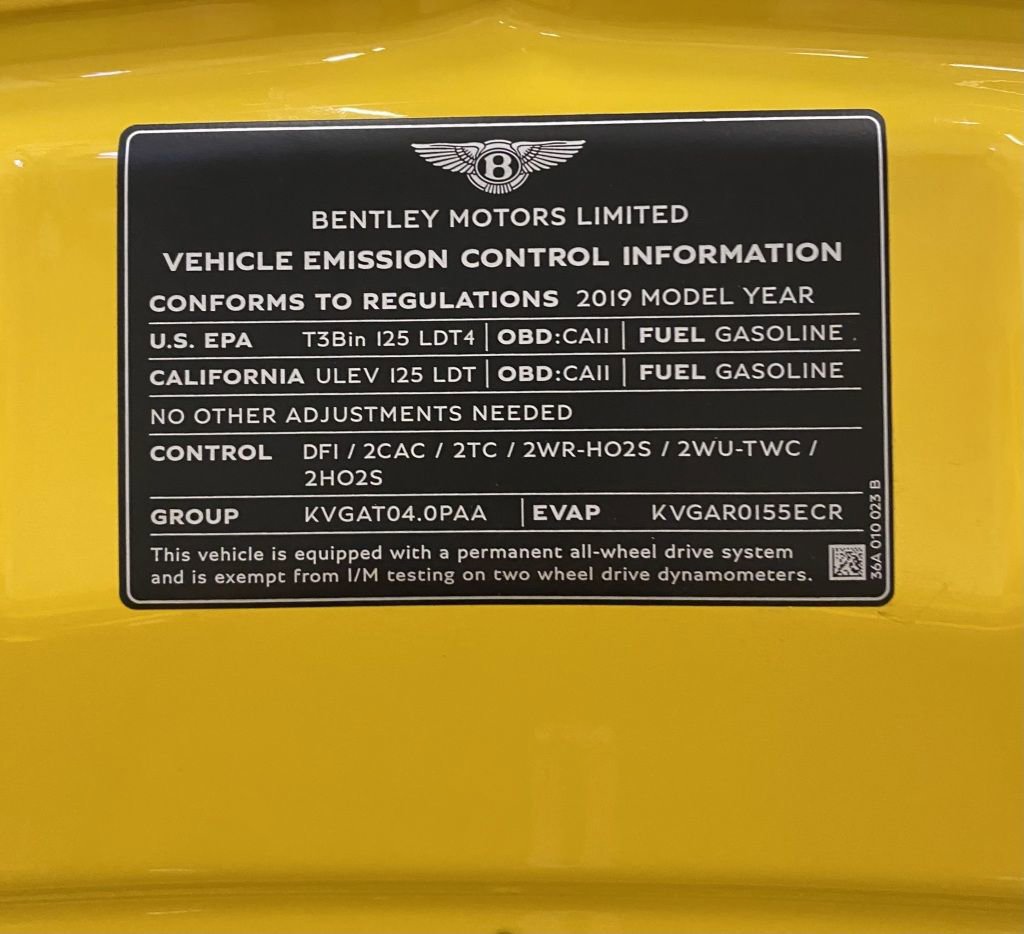 B
BENTLEY MOTORS LIMITED
VEHICLE EMISSION CONTROL INFORMATION
CONFORMS TO REGULATIONS 2019 MODEL YEAR
U.S. EPA T3Bin 125 LDT4 | OBD:CAII | FUEL GASOLINE .
CALIFORNIA ULEV 125 LDT | OBD:CAII | FUEL GASOLINE
NO OTHER ADJUSTMENTS NEEDED
CONTROL DFI / 2CAC / 2TC / 2WR-HO2S / 2WU-TWC /
2HO2S
GROUP KVGAT04.0PAA | EVAP KVGAR0155ECR
This vehicle is equipped with a permanent all-wheel drive system
and is exempt from I/M testing on two wheel drive dynamometers.
36A 010 023 B